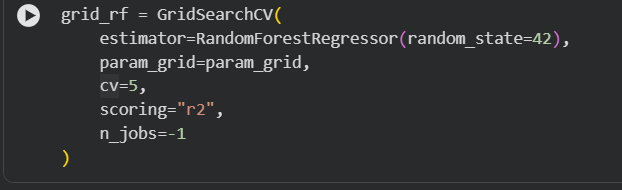 grid_rf = GridSearchCV(
    estimator=RandomForestRegressor(random_state=42),
    param_grid=param_grid,
    cv=5,
    scoring="r2",
    n_jobs=-1
)